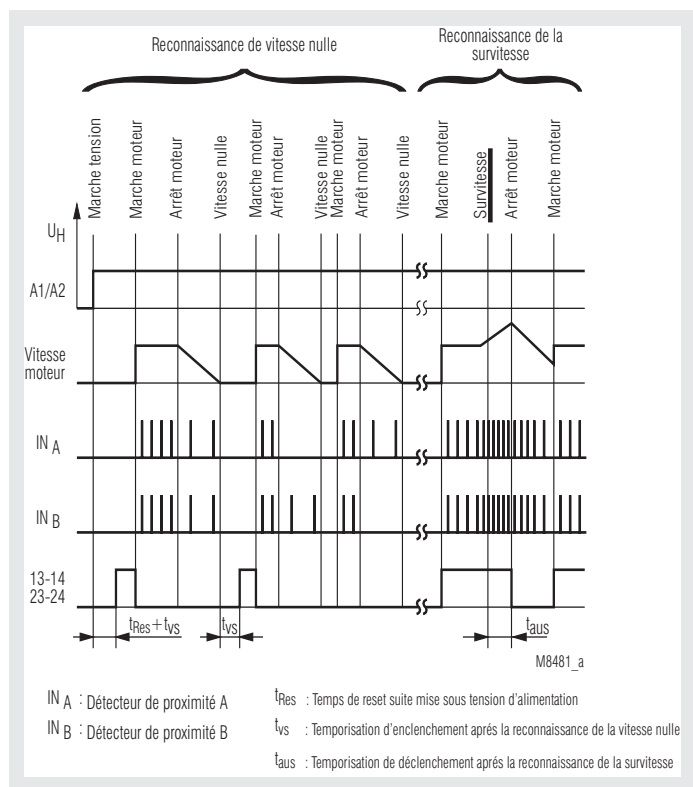 Reconnaissance de vitesse nulle
Reconnaissance de la
survitesse
Marche tension
Marche moteur
Arrêt moteur
Vitesse nulle
Marche moteur
Arrêt moteur
Vitesse nulle
Marche moteur
Arrêt moteur
Vitesse nulle
Marche moteur
Survitesse
Arrêt moteur
Marche moteur
UH
A1/A2
Vitesse
moteur
IN A
IN B
13-14
23-24
tRes+tvs
tvs
taus
M8481_a
IN A : Détecteur de proximité A
IN B : Détecteur de proximité B
tRes : Temps de reset suite mise sous tension d'alimentation
tvs : Temporisation d'enclenchement aprés la reconnaissance de la vitesse nulle
taus : Temporisation de déclenchement aprés la reconnaissance de la survitesse